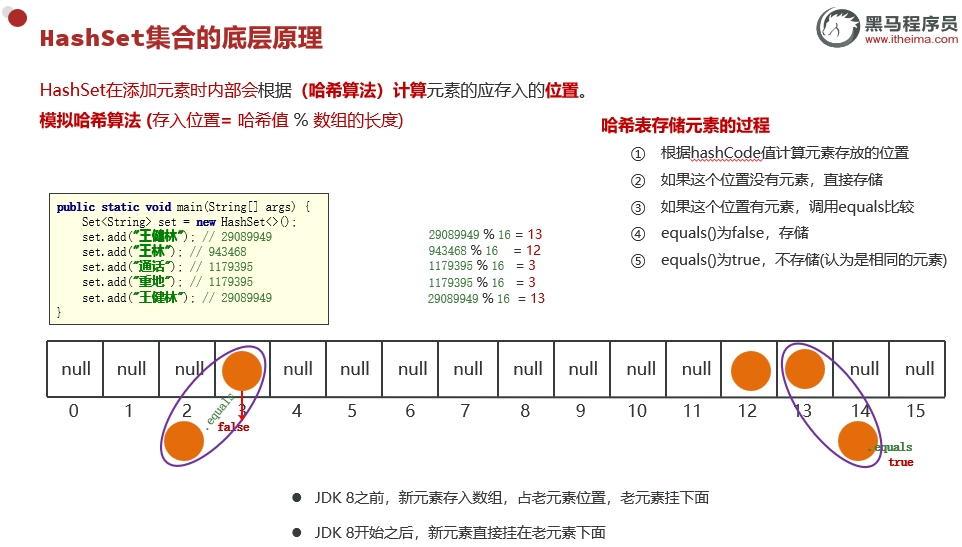 HashSet集合的底层原理
黑马程序员
www.itheima.com
HashSet在添加元素时内部会根据（哈希算法）计算元素的应存入的位置。
模拟哈希算法 (存入位置= 哈希值 % 数组的长度)
哈希表存储元素的过程
① 根据hashCode值计算元素存放的位置
② 如果这个位置没有元素，直接存储
③ 如果这个位置有元素，调用equals比较
④ equals()为false，存储
⑤ equals()为true，不存储(认为是相同的元素)
public static void main(String[] args) {
Set<String> set = new HashSet<>();
set.add("王健林"); // 29089949
set.add("王林"); // 943468
set.add("通话"); // 1179395
set.add("重地"); // 1179395
set.add("王健林"); // 29089949
}
29089949 % 16 = 13
943468 % 16 = 12
1179395 % 16 = 3
1179395 % 16 = 3
29089949 % 16 = 13
null null null null null null null null null null null null null
0 1 2 3 4 5 6 7 8 9 10 11 12 13 14 15
.equals
false
.equals
true
● JDK 8之前，新元素存入数组，占老元素位置，老元素挂下面
● JDK 8开始之后，新元素直接挂在老元素下面